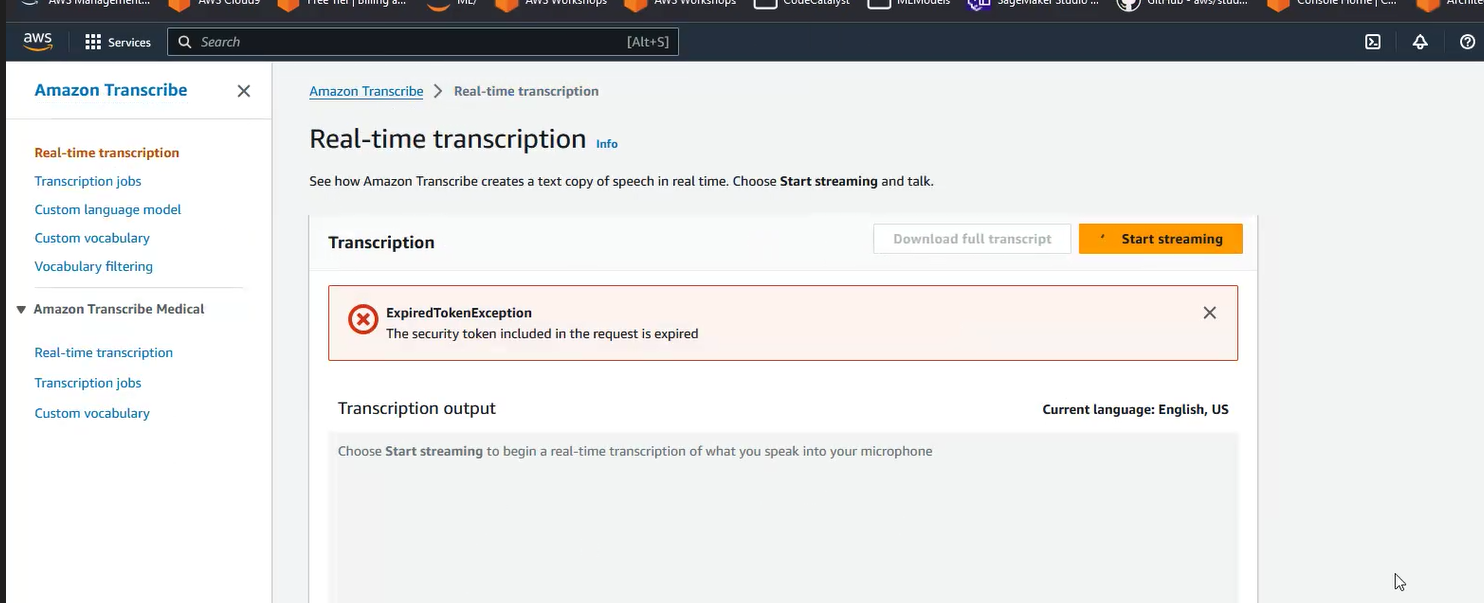 AWS Management... AWS Cloud9 Free Tier | Billing a... ML/ AWS Workshops AWS Workshops CodeCatalyst MLModels SageMaker Studio ... GitHub - aws/stud... Console Home | C... Archite
aws Services Search [Alt+S]
Amazon Transcribe
Real-time transcription
Transcription jobs
Custom language model
Custom vocabulary
Vocabulary filtering
Amazon Transcribe Medical
Real-time transcription
Transcription jobs
Custom vocabulary
Amazon Transcribe > Real-time transcription
Real-time transcription Info
See how Amazon Transcribe creates a text copy of speech in real time. Choose Start streaming and talk.
Transcription Download full transcript Start streaming
ExpiredTokenException
The security token included in the request is expired
Transcription output Current language: English, US
Choose Start streaming to begin a real-time transcription of what you speak into your microphone